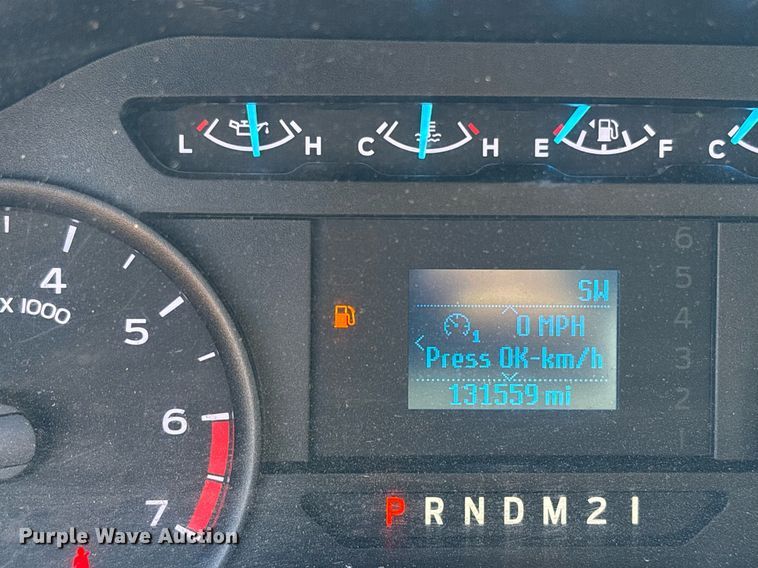 L H C H E F C
6
5
4
3
2
1
4
X 1000
5
6
7
SW
1 0 MPH
Press OK-km/h
131559 mi
P R N D M 2 1
Purple Wave Auction